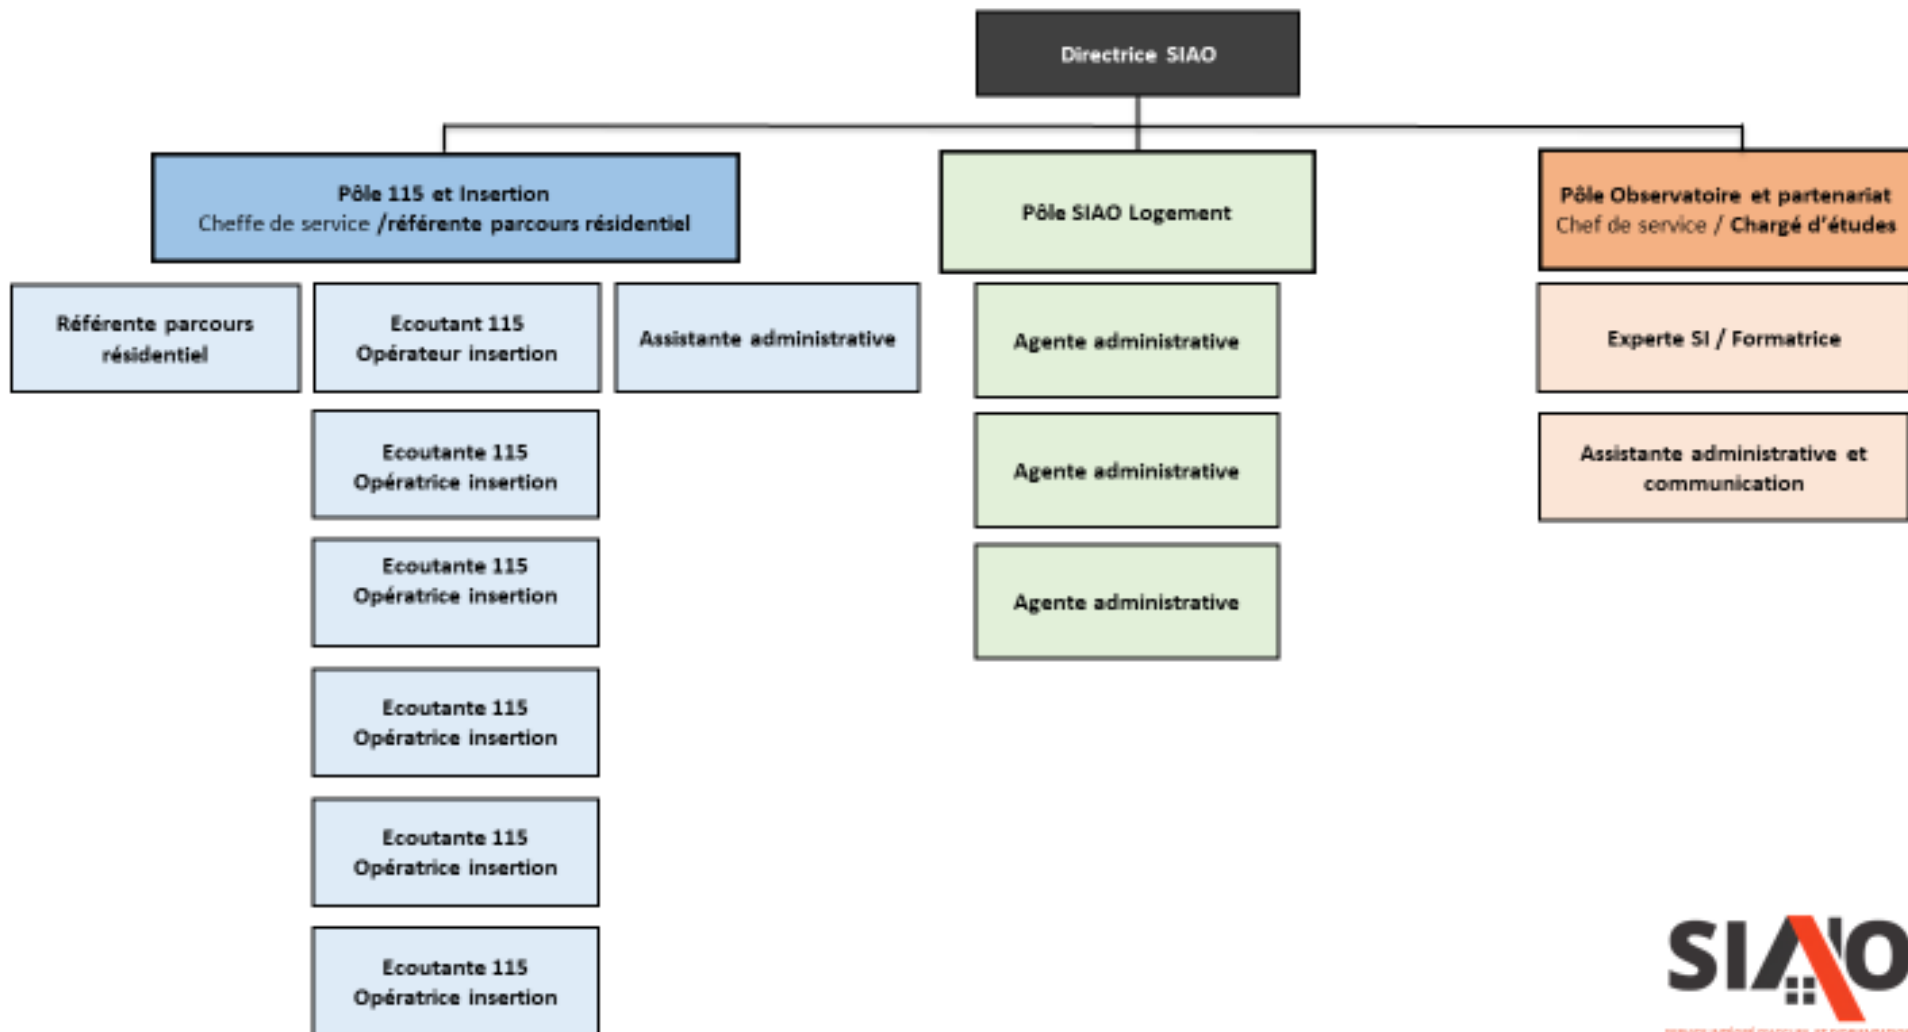 Directrice SIAO
Pôle 115 et Insertion
Cheffe de service /référente parcours résidentiel
Pôle SIAO Logement
Pôle Observatoire et partenariat
Chef de service / Chargé d'études
Référente parcours
résidentiel
Ecoutant 115
Opérateur insertion
Assistante administrative
Agente administrative
Experte SI / Formatrice
Ecoutante 115
Opératrice insertion
Agente administrative
Assistante administrative et
communication
Ecoutante 115
Opératrice insertion
Agente administrative
Ecoutante 115
Opératrice insertion
Ecoutante 115
Opératrice insertion
Ecoutante 115
Opératrice insertion
SIAO